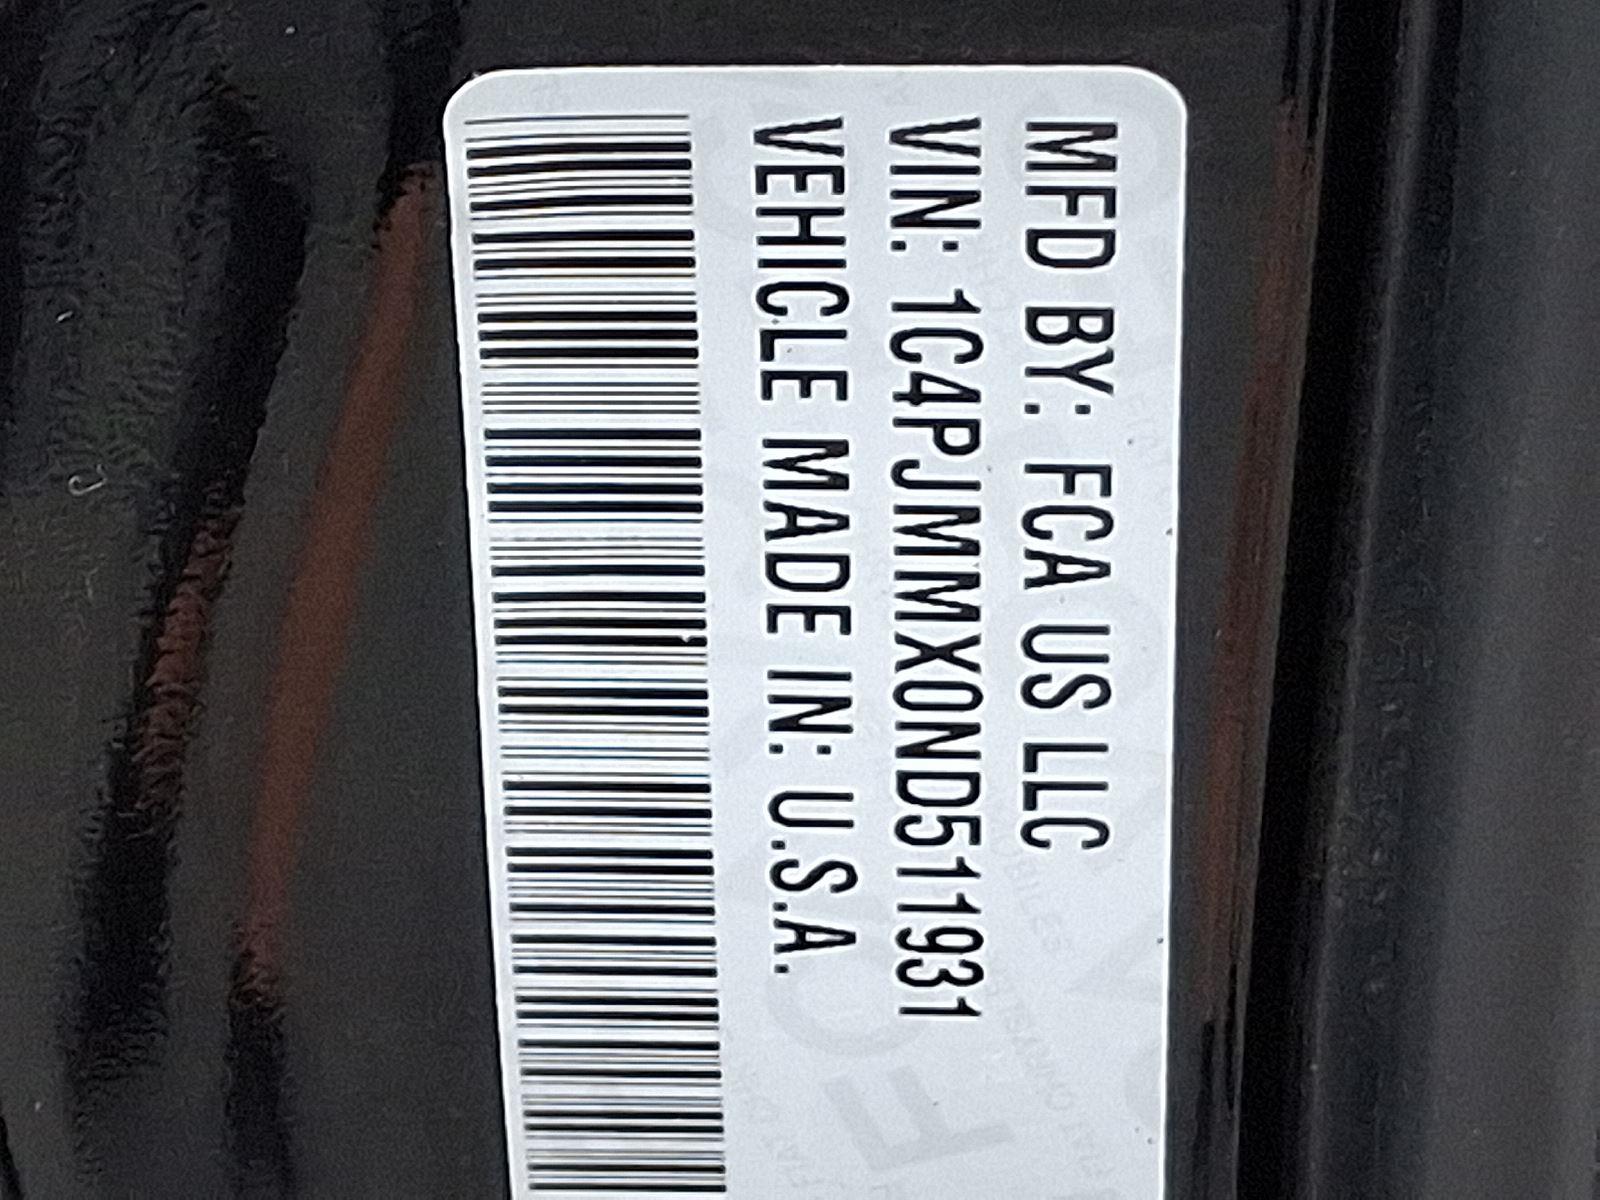 MFD BY: FCA US LLC
VIN: 1C4PJMMX0ND511931
VEHICLE MADE IN: U.S.A.